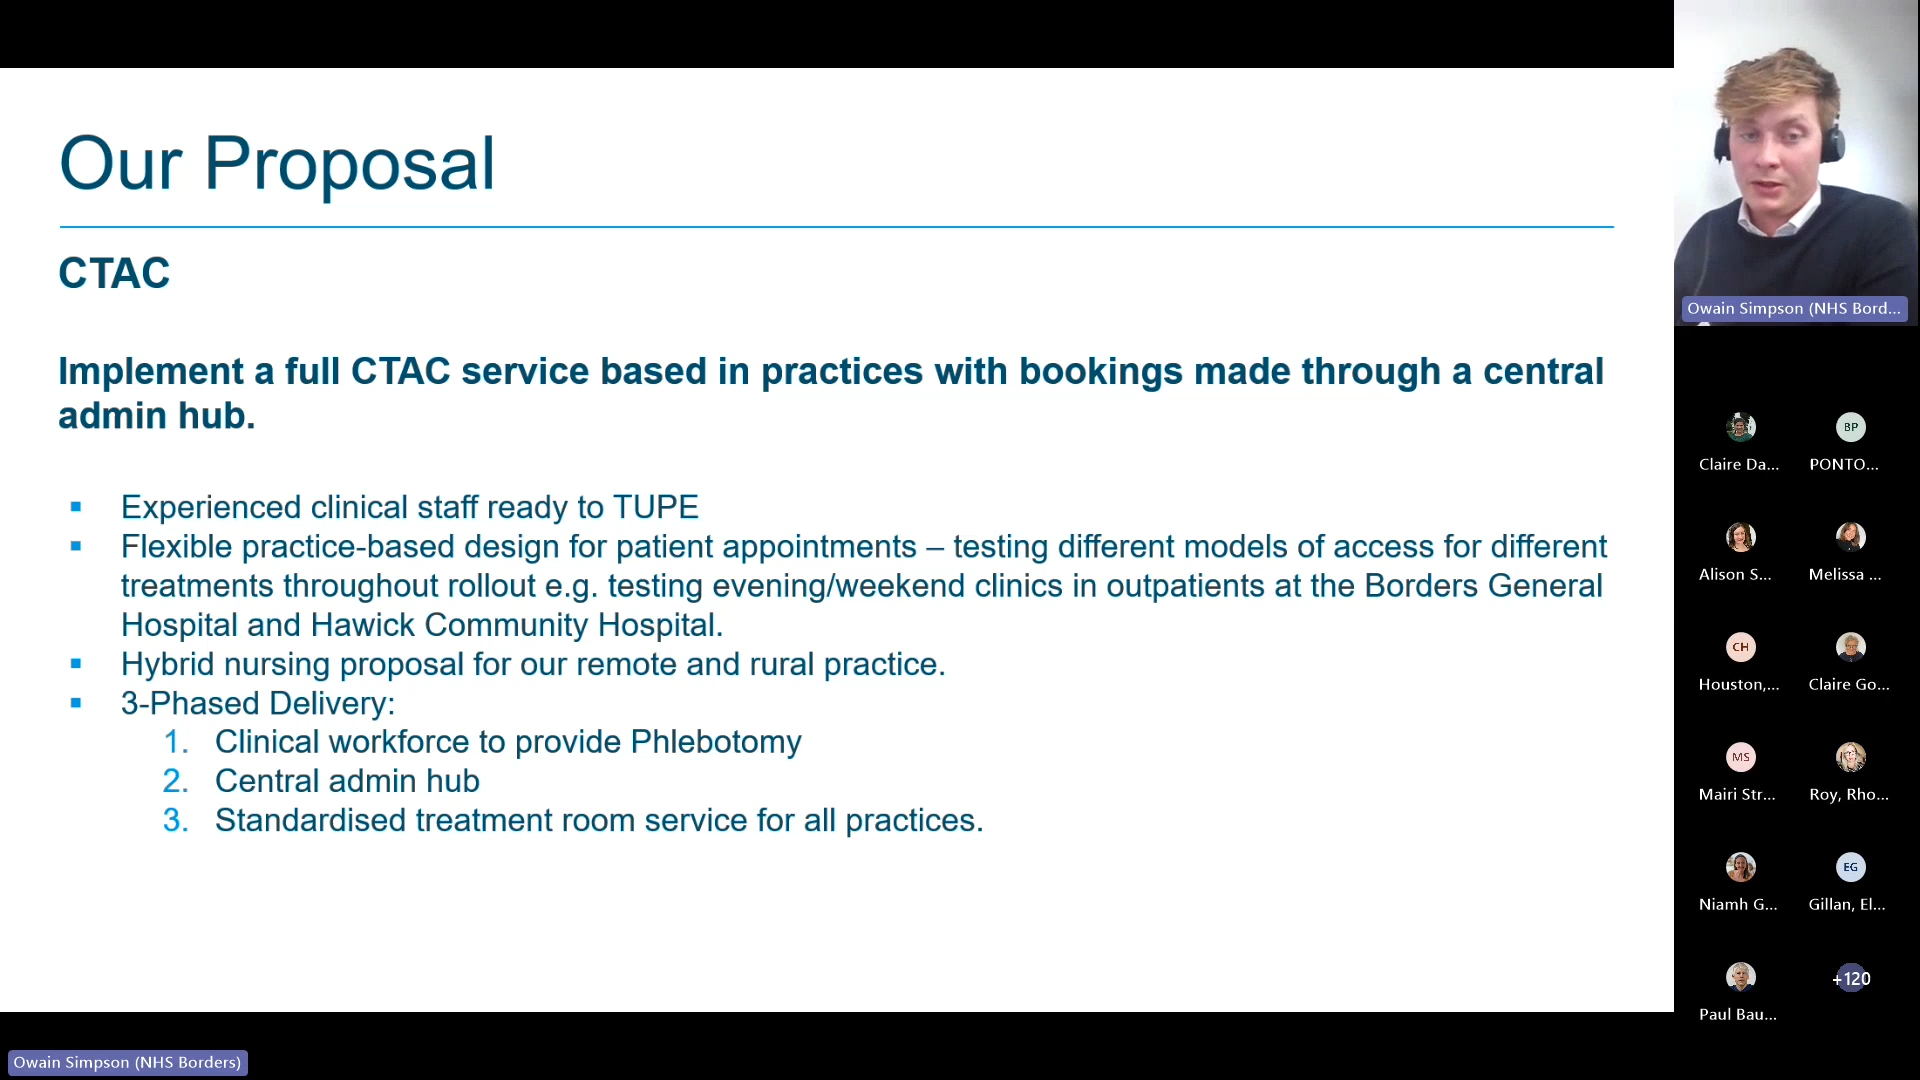 Our Proposal
CTAC
Implement a full CTAC service based in practices with bookings made through a central
admin hub.
▪ Experienced clinical staff ready to TUPE
▪ Flexible practice-based design for patient appointments – testing different models of access for different
treatments throughout rollout e.g. testing evening/weekend clinics in outpatients at the Borders General
Hospital and Hawick Community Hospital.
▪ Hybrid nursing proposal for our remote and rural practice.
▪ 3-Phased Delivery:
1. Clinical workforce to provide Phlebotomy
2. Central admin hub
3. Standardised treatment room service for all practices.
Owain Simpson (NHS Borders)
Owain Simpson (NHS Bord...
BP
Claire Da... PONTO...
Alison S... Melissa ...
CH
Houston,... Claire Go...
MS
Mairi Str... Roy, Rho...
EG
Niamh G... Gillan, El...
+120
Paul Bau...